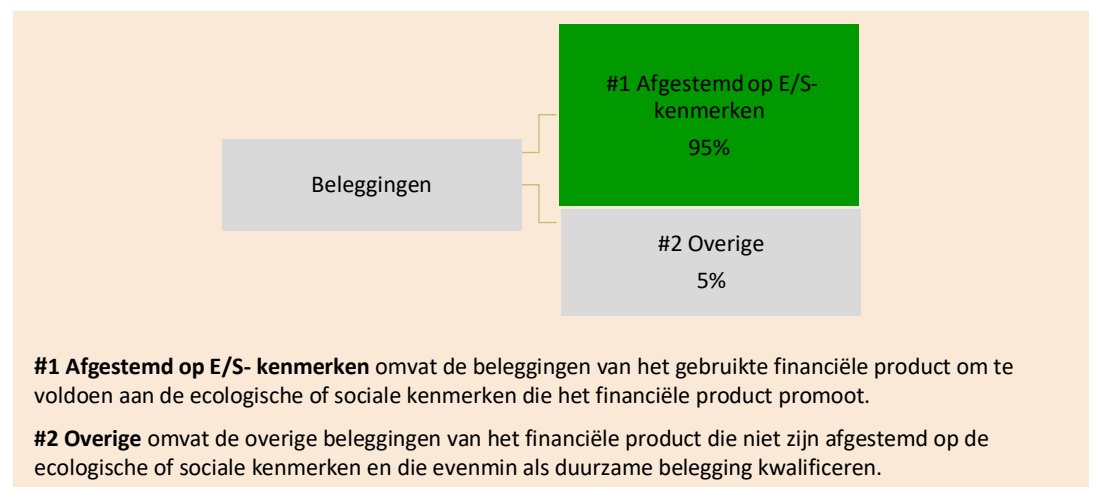 #1 Afgestemd op E/S-
kenmerken
95%
Beleggingen
#2 Overige
5%
#1 Afgestemd op E/S- kenmerken omvat de beleggingen van het gebruikte financiële product om te
voldoen aan de ecologische of sociale kenmerken die het financiële product promoot.
#2 Overige omvat de overige beleggingen van het financiële product die niet zijn afgestemd op de
ecologische of sociale kenmerken en die evenmin als duurzame belegging kwalificeren.